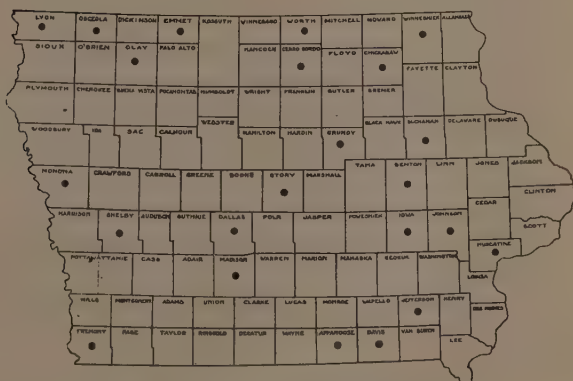 LYON OSCEOLA DICKINSON EMMET KOSSUTH WINNEBAGO WORTH MITCHELL HOWARD WINNESHIEK ALLAMAKEE
SIOUX O'BRIEN CLAY PALO ALTO HANCOCK CERRO GORDO FLOYD CHICKASAW
FAYETTE CLAYTON
PLYMOUTH CHEROKEE BUENA VISTA POCAHONTAS HUMBOLDT WRIGHT FRANKLIN BUTLER BREMER
WEBSTER
WOODBURY IDA SAC CALHOUN HAMILTON HARDIN GRUNDY BLACK HAWK BUCHANAN DELAWARE DUBUQUE
MONONA CRAWFORD CARROLL GREENE BOONE STORY MARSHALL TAMA BENTON LINN JONES JACKSON
CLINTON
CEDAR
HARRISON SHELBY AUDUBON GUTHRIE DALLAS POLK JASPER POWESHIEK IOWA JOHNSON SCOTT
MUSCATINE
POTTAWATTAMIE CASS ADAIR MADISON WARREN MARION MAHASKA KEOKUK WASHINGTON
LOUISA
MILLS MONTGOMERY ADAMS UNION CLARKE LUCAS MONROE WAPELLO JEFFERSON HENRY
DES MOINES
FREMONT PAGE TAYLOR RINGGOLD DECATUR WAYNE APPANOOSE DAVIS VAN BUREN
LEE